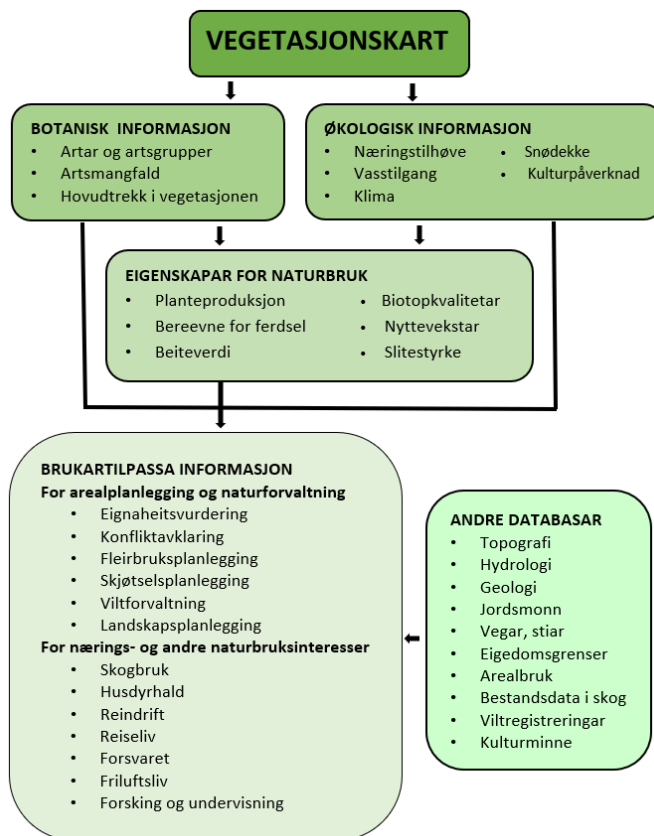 VEGETASJONSKART
BOTANISK INFORMASJON
• Artar og artsgrupper
• Artsmangfald
• Hovudtrekk i vegetasjonen
ØKOLOGISK INFORMASJON
• Næringstilhøve
• Vasstilgang
• Klima
• Snødekke
• Kulturpåverknad
EIGENSKAPAR FOR NATURBRUK
• Planteproduksjon
• Bereevne for ferdsel
• Beiteverdi
• Biotopkvalitetar
• Nyttevekstar
• Slitestyrke
BRUKARTILPASSA INFORMASJON
For arealplanlegging og naturforvaltning
• Eignaheitsvurdering
• Konfliktavklaring
• Fleirbruksplanlegging
• Skjøtselsplanlegging
• Viltforvaltning
• Landskapsplanlegging
For nærings- og andre naturbruksinteresser
• Skogbruk
• Husdyrhald
• Reindrift
• Reiseliv
• Forsvaret
• Friluftsliv
• Forsking og undervisning
ANDRE DATABASAR
• Topografi
• Hydrologi
• Geologi
• Jordsmonn
• Vegar, stiar
• Eigedomsgrenser
• Arealbruk
• Bestandsdata i skog
• Viltregistreringar
• Kulturminne